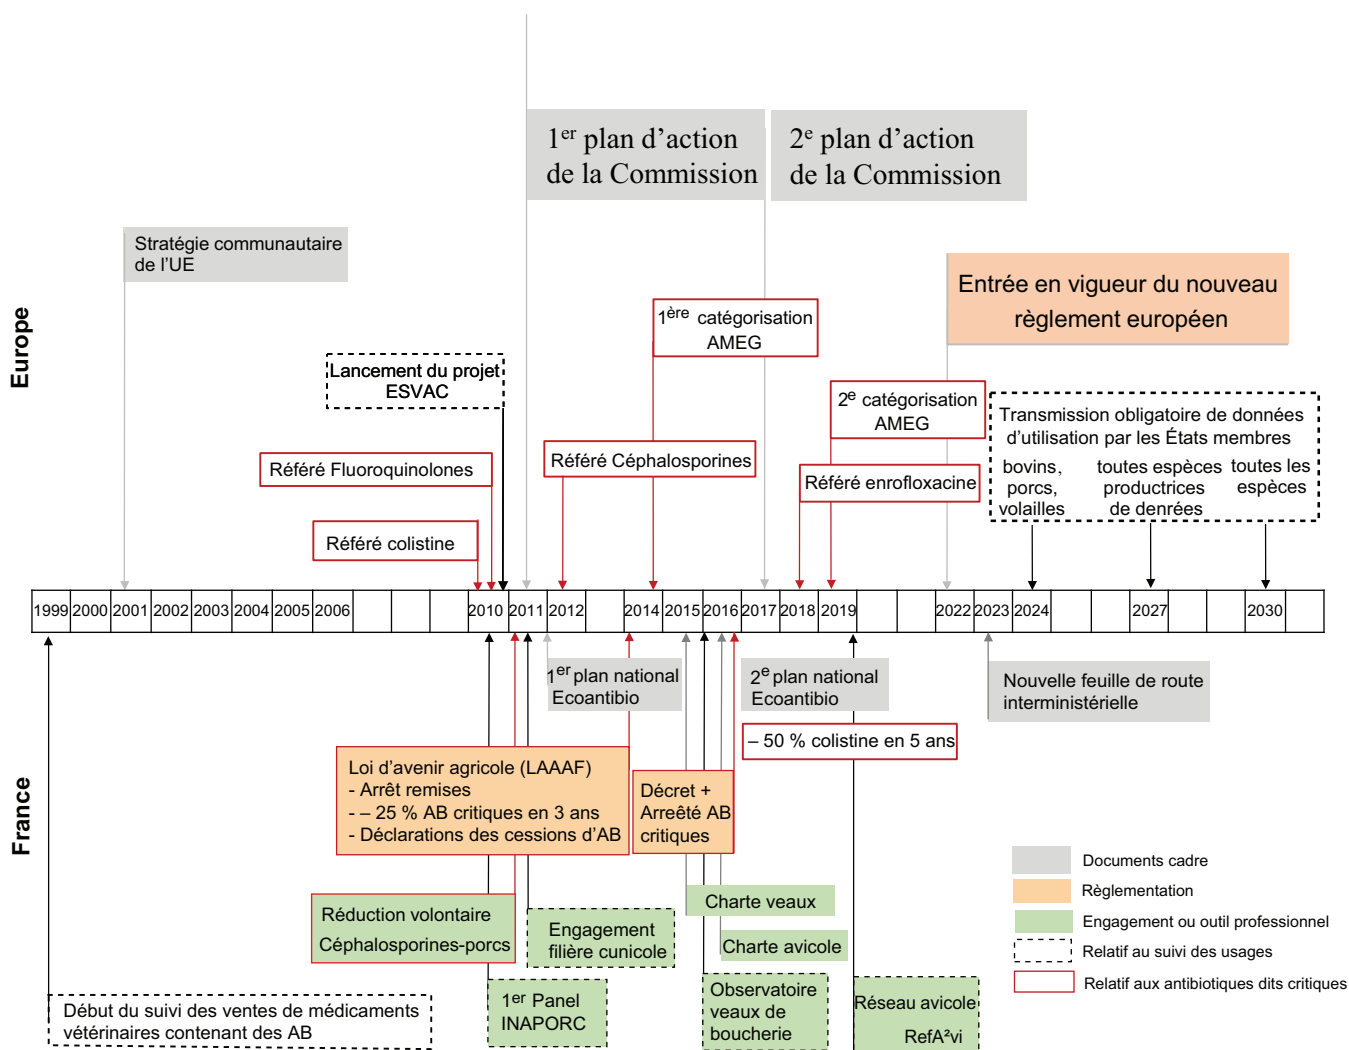 1er plan d’action
de la Commission
2e plan d’action
de la Commission
Stratégie communautaire
de l’UE
Entrée en vigueur du nouveau
règlement européen
Europe
1ère catégorisation
AMEG
Lancement du projet
ESVAC
2e catégorisation
AMEG
Transmission obligatoire de données
d’utilisation par les États membres
bovins,
porcs,
volailles
toutes espèces
productrices
de denrées
toutes les
espèces
Référé Fluoroquinolones
Référé Céphalosporines
Référé enrofloxacine
Référé colistine
1999 2000 2001 2002 2003 2004 2005 2006 2010 2011 2012 2014 2015 2016 2017 2018 2019 2022 2023 2024 2027 2030
1er plan national
Ecoantibio
2e plan national
Ecoantibio
Nouvelle feuille de route
interministérielle
– 50 % colistine en 5 ans
France
Loi d’avenir agricole (LAAAF)
- Arrêt remises
- – 25 % AB critiques en 3 ans
- Déclarations des cessions d’AB
Décret +
Arreêté AB
critiques
Réduction volontaire
Céphalosporines-porcs
Engagement
filière cunicole
Charte veaux
Charte avicole
Début du suivi des ventes de médicaments
vétérinaires contenant des AB
1er Panel
INAPORC
Observatoire
veaux de
boucherie
Réseau avicole
RefA²vi
Documents cadre
Règlementation
Engagement ou outil professionnel
Relatif au suivi des usages
Relatif aux antibiotiques dits critiques